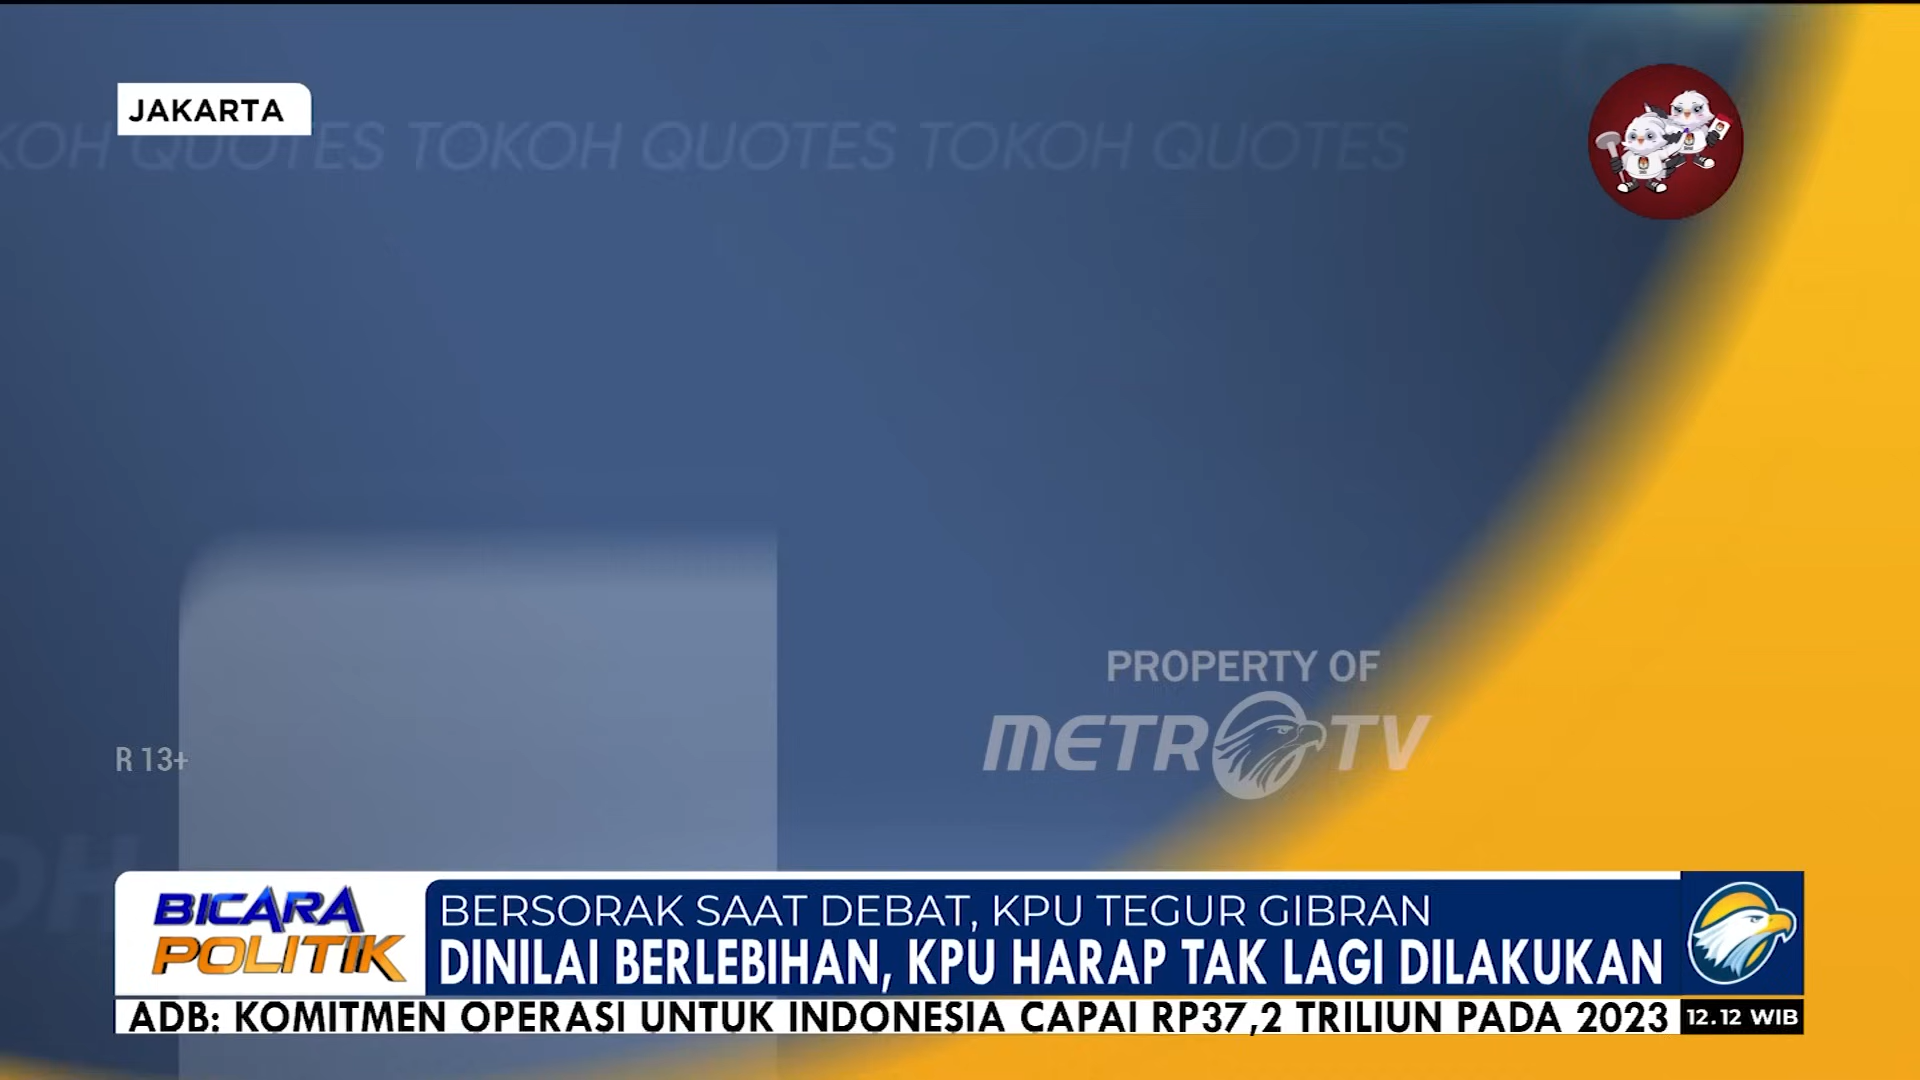 JAKARTA
KOH QUOTES TOKOH QUOTES TOKOH QUOTES
PROPERTY OF
METRO TV
R 13+
OH
BICARA
POLITIK
BERSORAK SAAT DEBAT, KPU TEGUR GIBRAN
DINILAI BERLEBIHAN, KPU HARAP TAK LAGI DILAKUKAN
ADB: KOMITMEN OPERASI UNTUK INDONESIA CAPAI RP37,2 TRILIUN PADA 2023
12.12 WIB